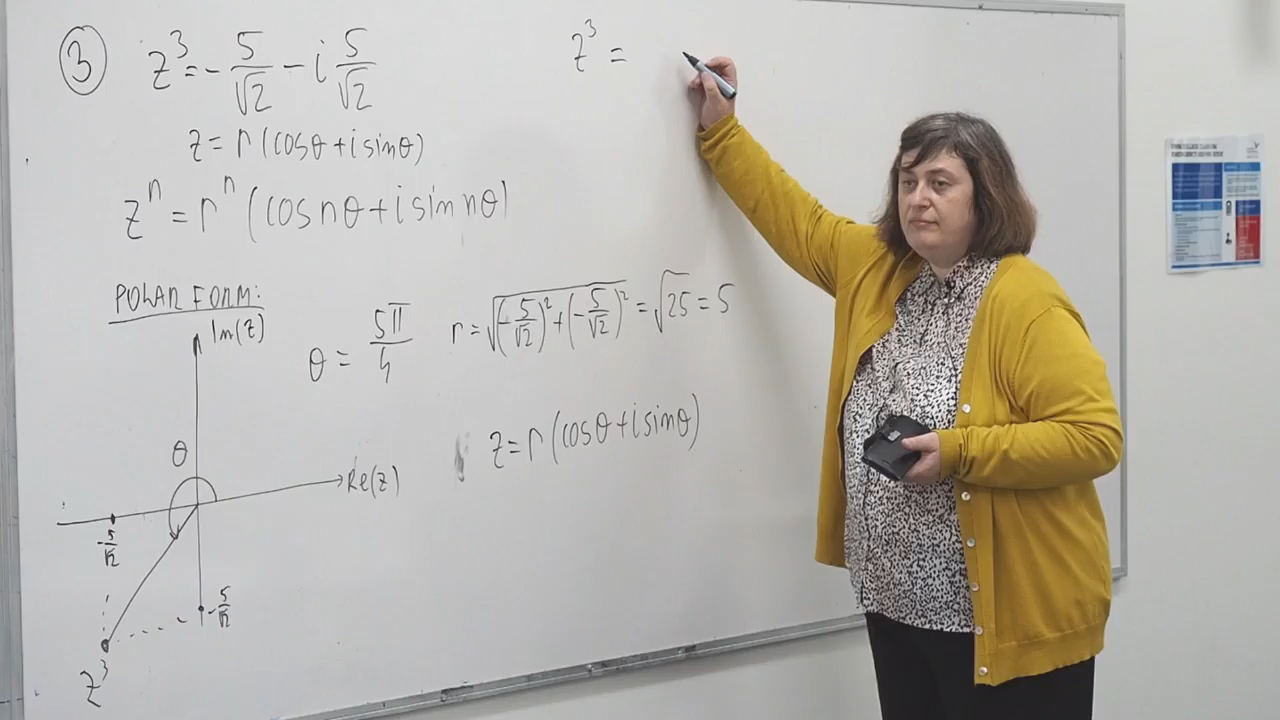 ③ z³ = - 5/√2 - i 5/√2
z = r (cosθ + i sinθ)
zⁿ = rⁿ (cos nθ + i sin nθ)
POLAR FORM:
Im(z)
θ = 5π/4
r = √((-5/√2)² + (-5/√2)²) = √25 = 5
z = r (cosθ + i sinθ)
θ
Re(z)
-5/√2
-5/√2
z³
z³ =